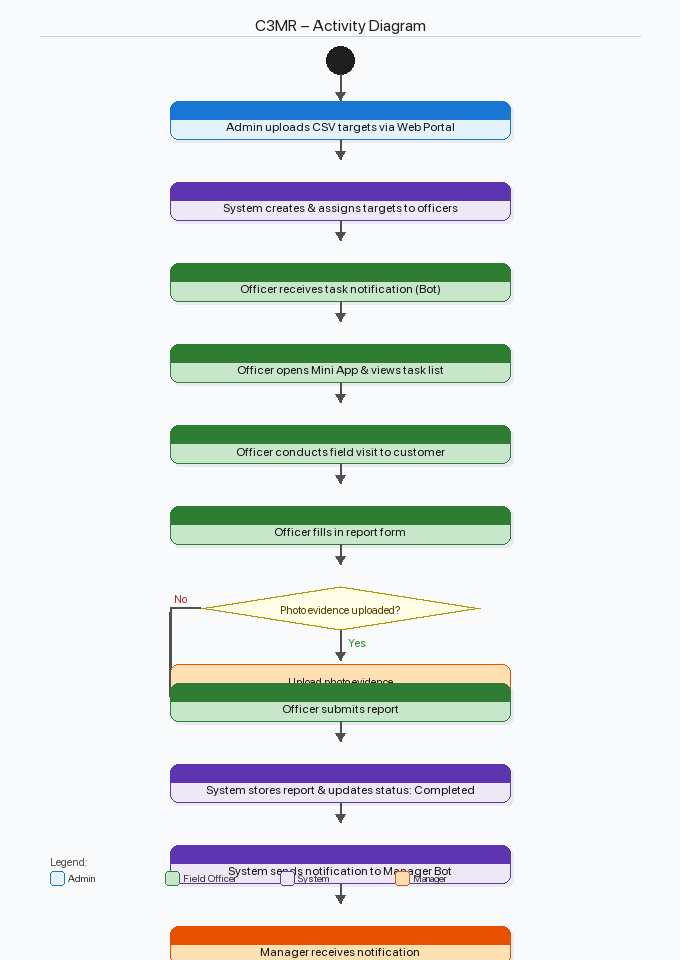 C3MR – Activity Diagram
Admin uploads CSV targets via Web Portal
System creates & assigns targets to officers
Officer receives task notification (Bot)
Officer opens Mini App & views task list
Officer conducts field visit to customer
Officer fills in report form
Photo evidence uploaded?
No
Yes
Upload photo evidence
Officer submits report
System stores report & updates status: Completed
System sends notification to Manager Bot
Legend:
Admin
Field Officer
System
Manager
Manager receives notification